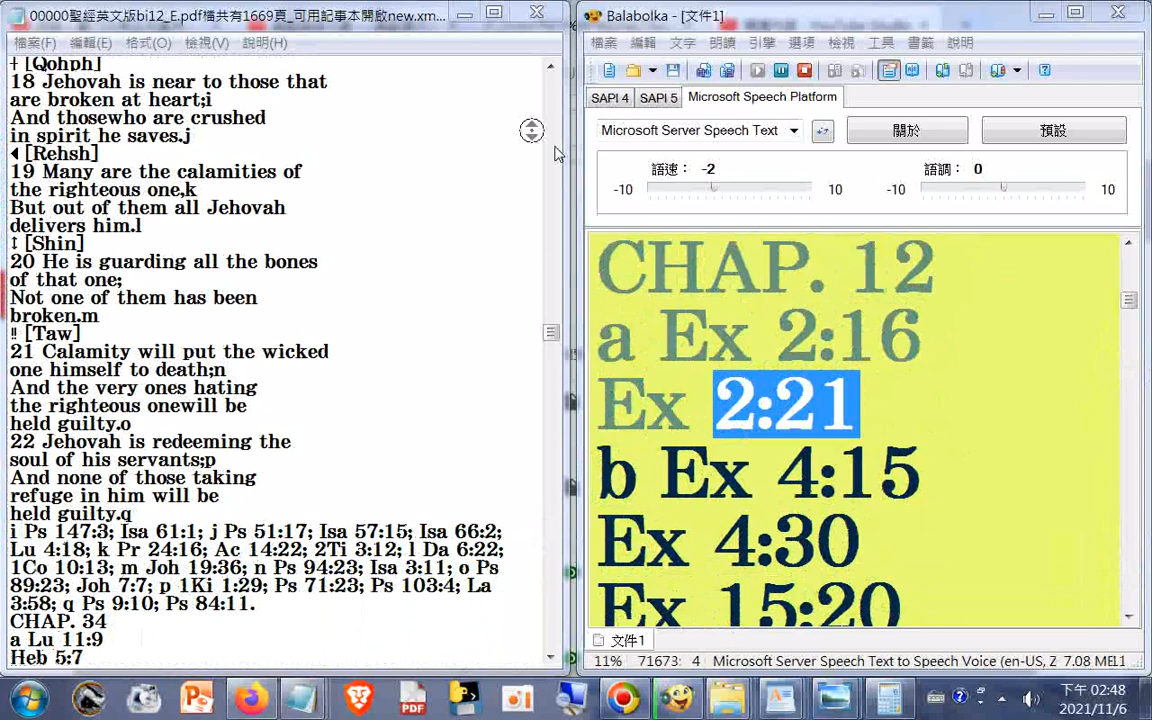 00000聖經英文版bi12_E.pdf檔共有1669頁_可用記事本開啟new.xm...
檔案(F) 編輯(E) 格式(O) 檢視(V) 說明(H)
[Qohph]
18 Jehovah is near to those that
are broken at heart;i
And thosewho are crushed
in spirit he saves.j
[Rehsh]
19 Many are the calamities of
the righteous one,k
But out of them all Jehovah
delivers him.l
↕ [Shin]
20 He is guarding all the bones
of that one;
Not one of them has been
broken.m
‼ [Taw]
21 Calamity will put the wicked
one himself to death;n
And the very ones hating
the righteous onewill be
held guilty.o
22 Jehovah is redeeming the
soul of his servants;p
And none of those taking
refuge in him will be
held guilty.q
i Ps 147:3; Isa 61:1; j Ps 51:17; Isa 57:15; Isa 66:2;
Lu 4:18; k Pr 24:16; Ac 14:22; 2Ti 3:12; l Da 6:22;
1Co 10:13; m Joh 19:36; n Ps 94:23; Isa 3:11; o Ps
89:23; Joh 7:7; p 1Ki 1:29; Ps 71:23; Ps 103:4; La
3:58; q Ps 9:10; Ps 84:11.
CHAP. 34
a Lu 11:9
Heb 5:7
Balabolka - [文件1]
檔案 編輯 文字 朗讀 引擎 選項 檢視 工具 書籤 說明
SAPI 4 SAPI 5 Microsoft Speech Platform
Microsoft Server Speech Text 關於 預設
語速: -2 語調: 0
-10 10 -10 10
CHAP. 12
a Ex 2:16
Ex 2:21
b Ex 4:15
Ex 4:30
Ex 15:20
文件1
11% 71673: 4 Microsoft Server Speech Text to Speech Voice (en-US, Z 7.08 ME
PDF
下午 02:48
2021/11/6